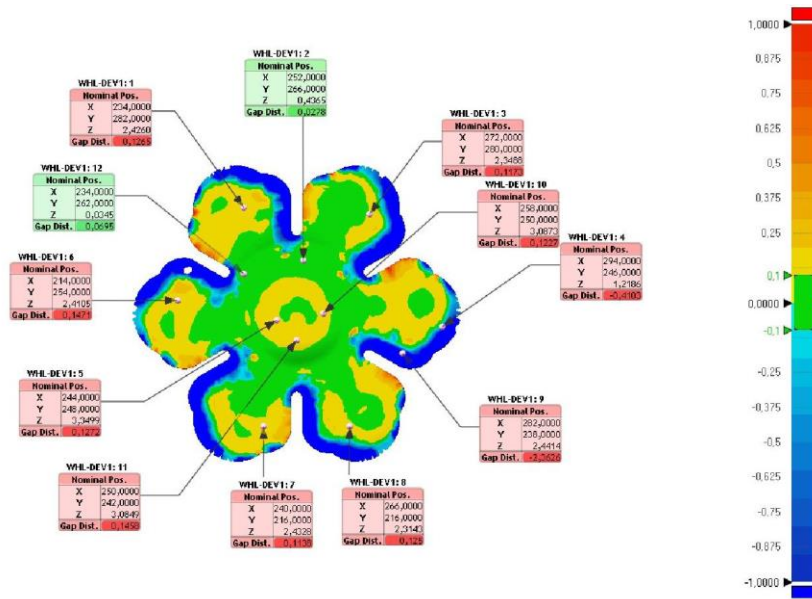 WHL-DEV1: 1
Nominal Pos.
X 234,0000
Y 282,0000
Z 2,4260
Gap Dist. 0,1265
WHL-DEV1: 2
Nominal Pos.
X 252,0000
Y 266,0000
Z 0,4365
Gap Dist. 0,0278
WHL-DEV1: 3
Nominal Pos.
X 272,0000
Y 280,0000
Z 2,3488
Gap Dist. 0,1173
WHL-DEV1: 12
Nominal Pos.
X 234,0000
Y 262,0000
Z 0,0345
Gap Dist. 0,0695
WHL-DEV1: 10
Nominal Pos.
X 258,0000
Y 250,0000
Z 3,0873
Gap Dist. 0,1227
WHL-DEV1: 4
Nominal Pos.
X 294,0000
Y 246,0000
Z 1,2186
Gap Dist. -0,4103
WHL-DEV1: 6
Nominal Pos.
X 214,0000
Y 254,0000
Z 2,4105
Gap Dist. 0,1471
WHL-DEV1: 5
Nominal Pos.
X 244,0000
Y 248,0000
Z 3,3499
Gap Dist. 0,1272
WHL-DEV1: 9
Nominal Pos.
X 282,0000
Y 238,0000
Z 2,4414
Gap Dist.
WHL-DEV1: 11
Nominal Pos.
X 250,0000
Y 242,0000
Z 3,0849
Gap Dist. 0,1458
WHL-DEV1: 7
Nominal Pos.
X 240,0000
Y 216,0000
Z 2,4328
Gap Dist.
WHL-DEV1: 8
Nominal Pos.
X 266,0000
Y 216,0000
Z 2,3143
Gap Dist. 0,125
1,0000
0,875
0,75
0,625
0,5
0,375
0,25
0,1
0,0000
-0,1
-0,25
-0,375
-0,5
-0,625
-0,75
-0,875
-1,0000